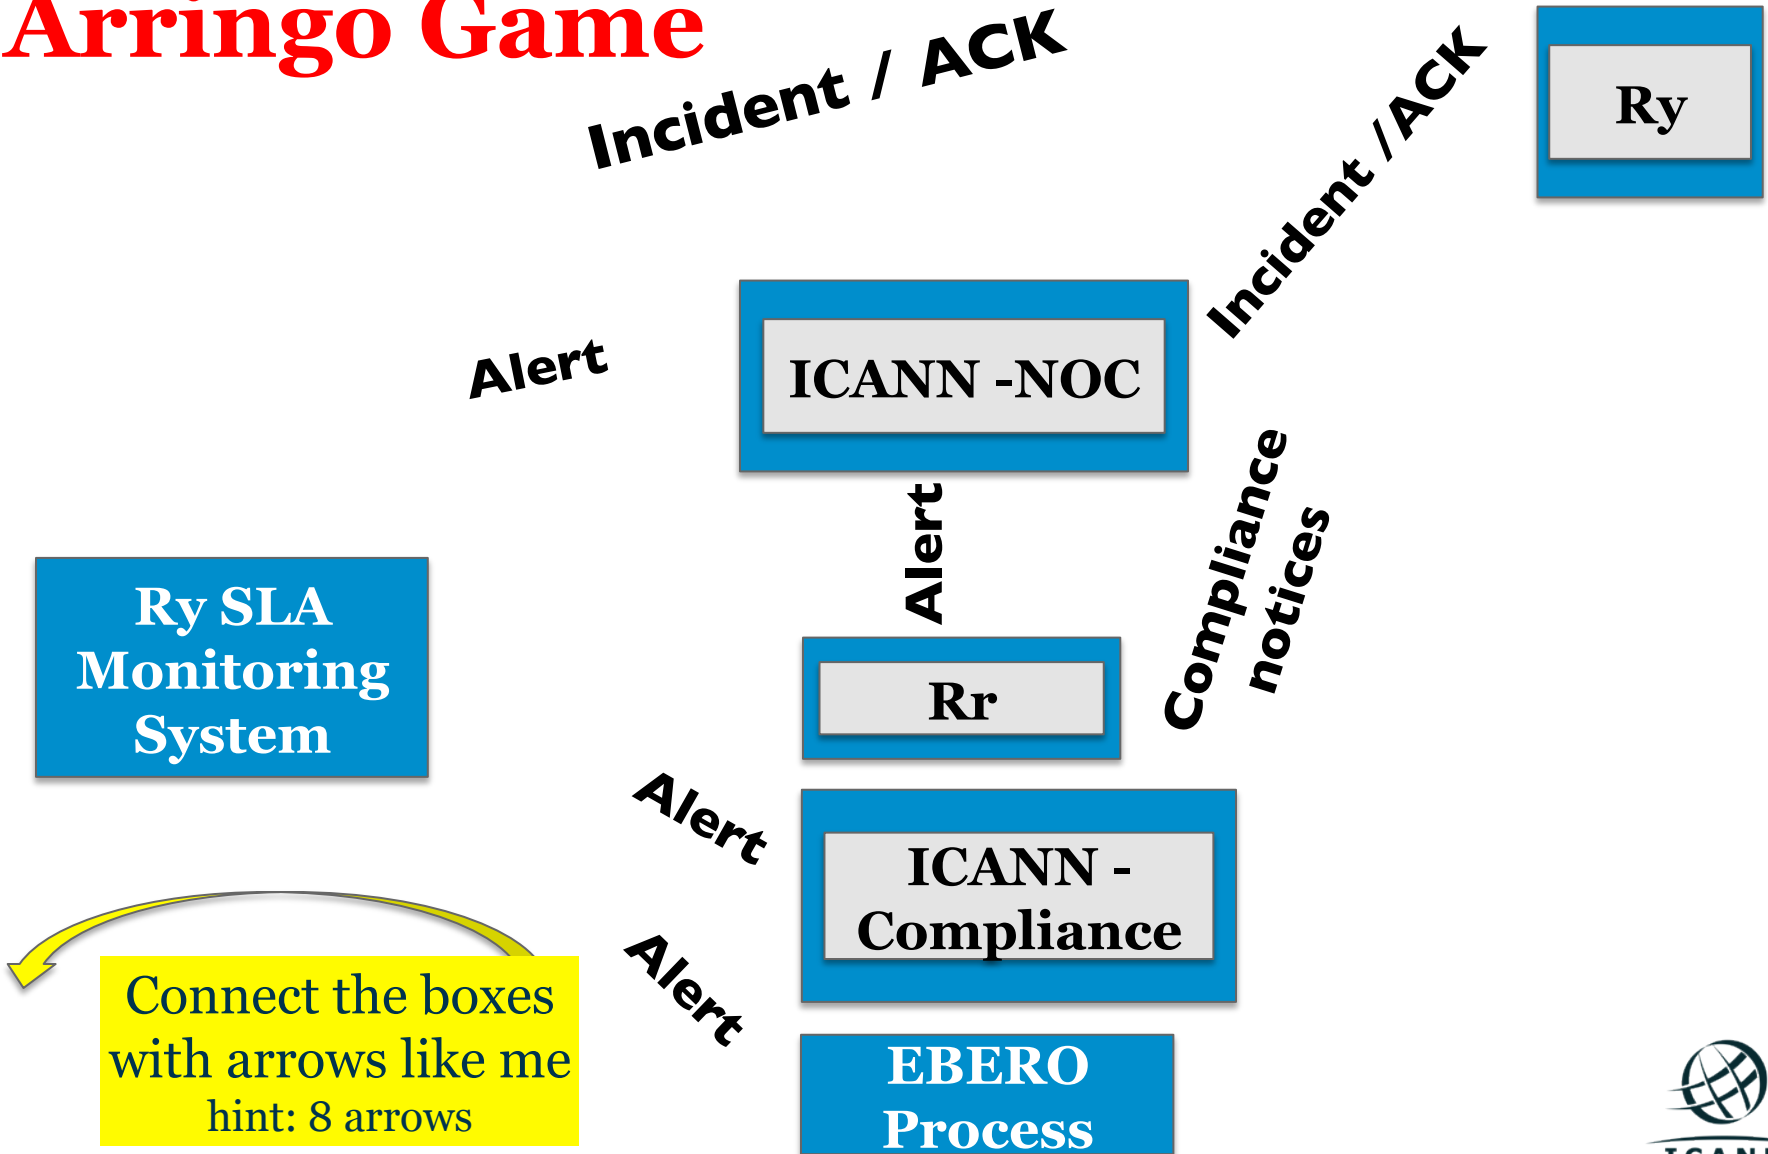 Arringo Game
Incident / ACK
Incident /ACK
Ry
Alert
ICANN -NOC
Alert
Compliance
notices
Ry SLA
Monitoring
System
Rr
Alert
ICANN -
Compliance
Alert
Connect the boxes
with arrows like me
hint: 8 arrows
EBERO
Process